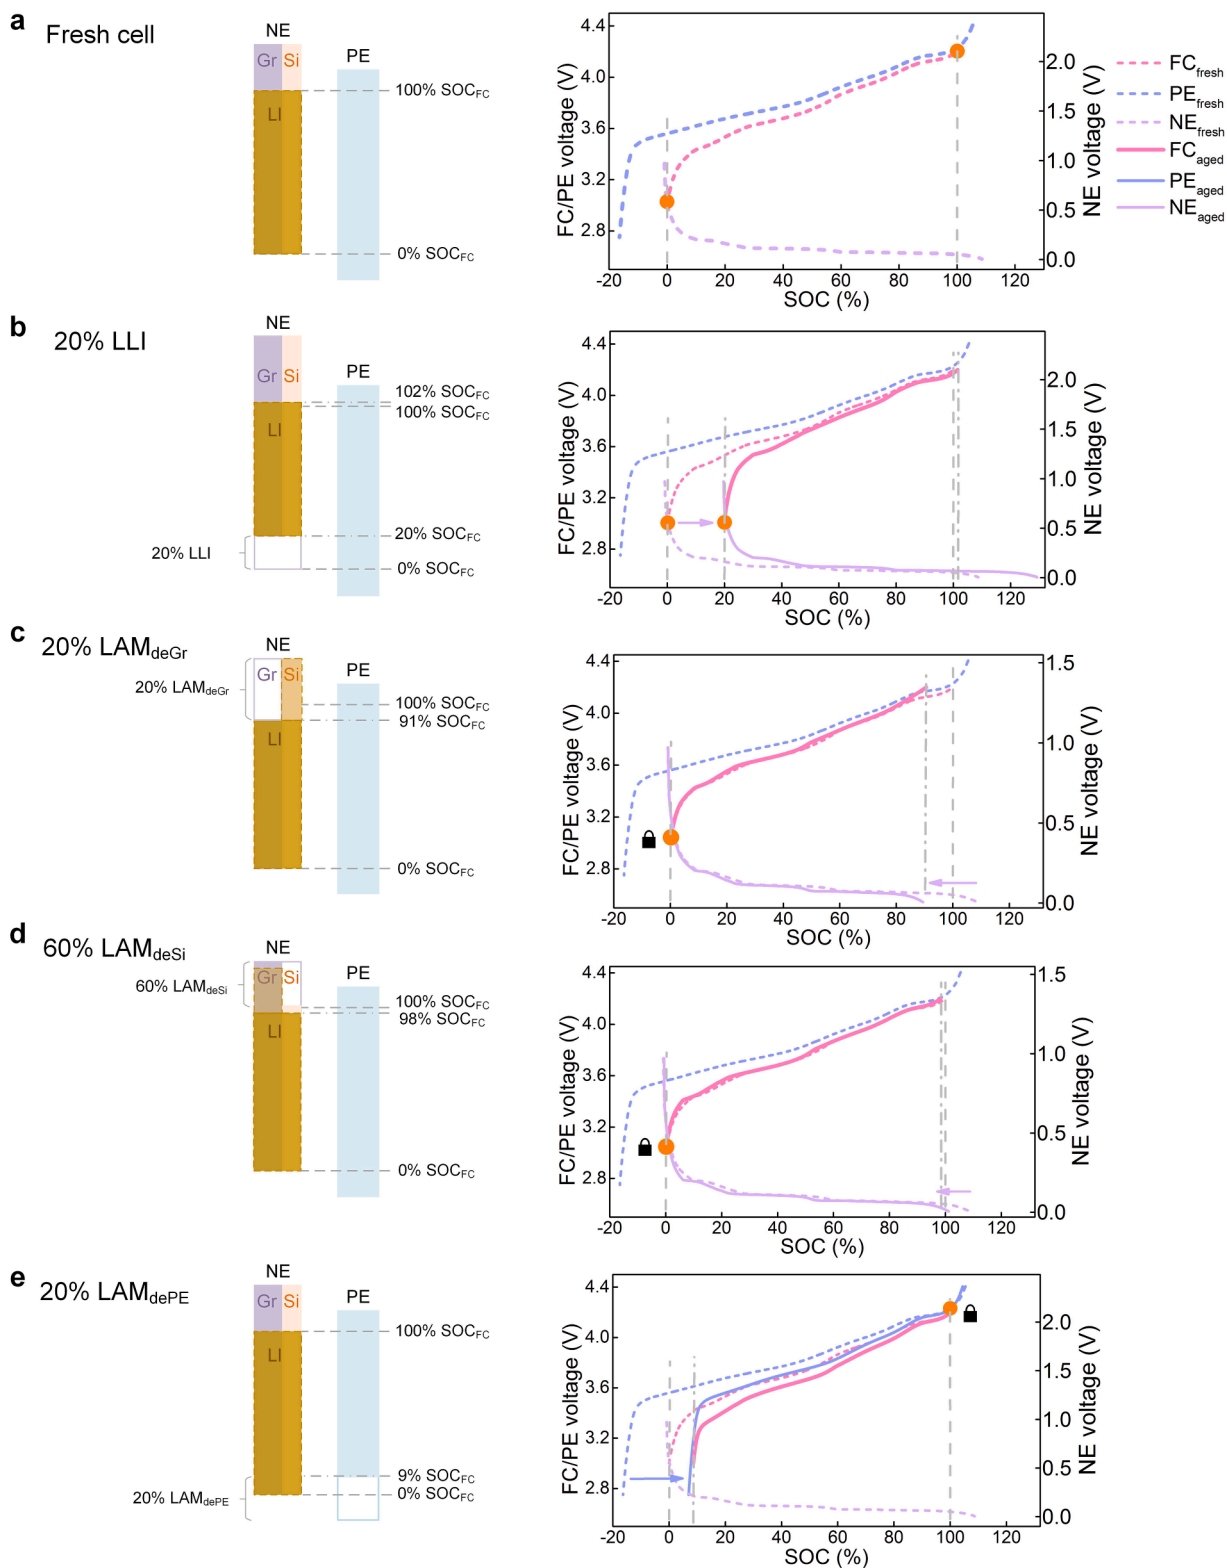 a Fresh cell
NE
Gr Si
PE
LI
100% SOCFC
0% SOCFC
4.4
4.0
3.6
3.2
2.8
FC/PE voltage (V)
2.0
1.5
1.0
0.5
0.0
NE voltage (V)
-20 0 20 40 60 80 100 120
SOC (%)
FCfresh
PEfresh
NEfresh
FCaged
PEaged
NEaged
b 20% LLI
NE
Gr Si
PE
LI
102% SOCFC
100% SOCFC
20% SOCFC
20% LLI
0% SOCFC
4.4
4.0
3.6
3.2
2.8
FC/PE voltage (V)
2.0
1.5
1.0
0.5
0.0
NE voltage (V)
-20 0 20 40 60 80 100 120
SOC (%)
c 20% LAMdeGr
NE
Gr Si
PE
20% LAMdeGr
LI
100% SOCFC
91% SOCFC
0% SOCFC
4.4
4.0
3.6
3.2
2.8
FC/PE voltage (V)
1.5
1.0
0.5
0.0
NE voltage (V)
-20 0 20 40 60 80 100 120
SOC (%)
d 60% LAMdeSi
NE
Gr Si
PE
60% LAMdeSi
LI
100% SOCFC
98% SOCFC
0% SOCFC
4.4
4.0
3.6
3.2
2.8
FC/PE voltage (V)
1.5
1.0
0.5
0.0
NE voltage (V)
-20 0 20 40 60 80 100 120
SOC (%)
e 20% LAMdePE
NE
Gr Si
PE
LI
100% SOCFC
9% SOCFC
0% SOCFC
20% LAMdePE
4.4
4.0
3.6
3.2
2.8
FC/PE voltage (V)
2.0
1.5
1.0
0.5
0.0
NE voltage (V)
-20 0 20 40 60 80 100 120
SOC (%)